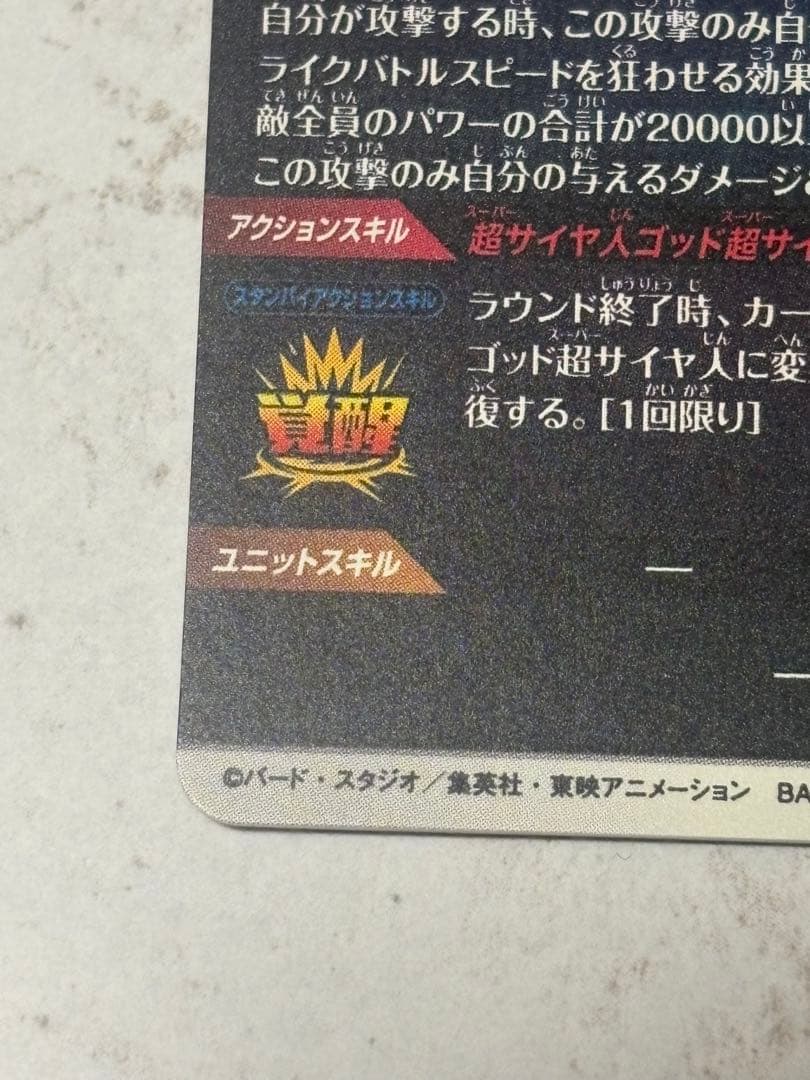 自分が攻撃する時、この攻撃のみ自
ライクバトルスピードを狂わせる効果
敵全員のパワーの合計が20000以
この攻撃のみ自分の与えるダメージ
アクションスキル
超サイヤ人ゴッド超サイ
スタンバイアクションスキル
覚醒
ラウンド終了時、カー
ゴッド超サイヤ人に変
復する。[1回限り]
ユニットスキル
—
—
©バード・スタジオ／集英社・東映アニメーション BA